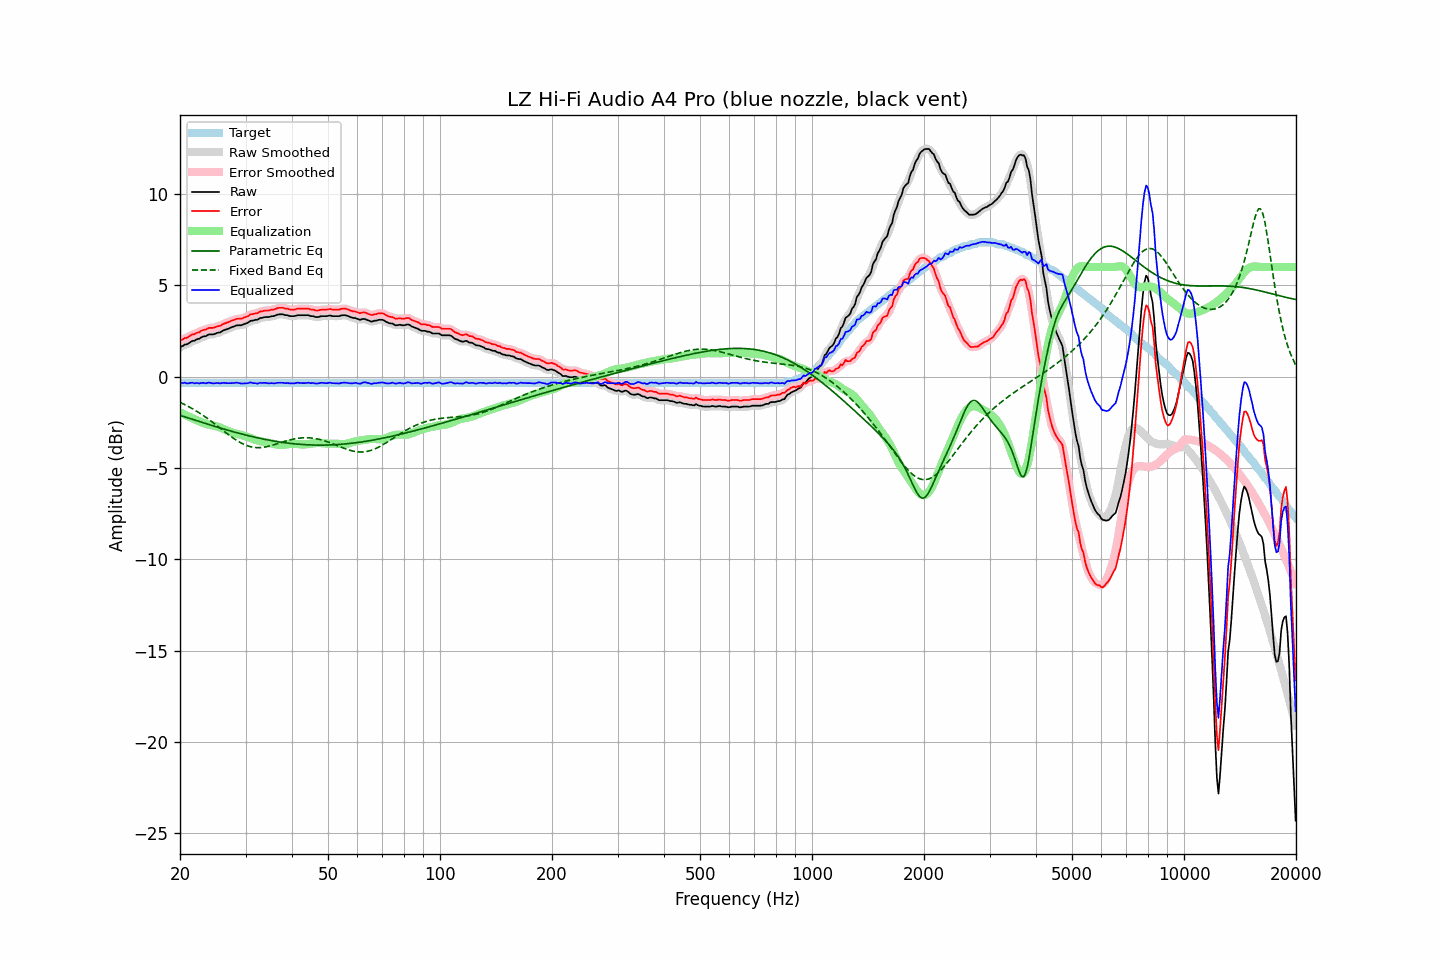 LZ Hi-Fi Audio A4 Pro (blue nozzle, black vent)
Target
Raw Smoothed
Error Smoothed
Raw
Error
Equalization
Parametric Eq
Fixed Band Eq
Equalized
10
5
0
−5
−10
−15
−20
−25
Amplitude (dBr)
20 50 100 200 500 1000 2000 5000 10000 20000
Frequency (Hz)